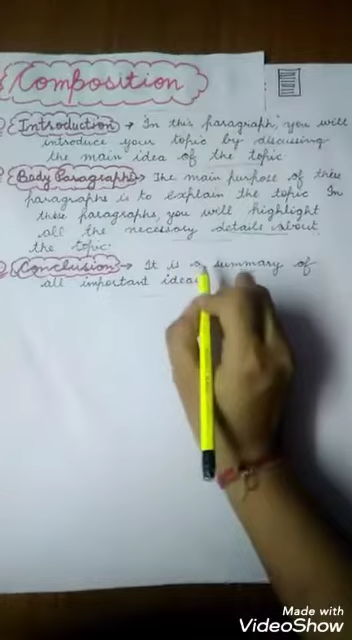 Composition
Introduction → In this paragraph, you will
introduce your topic by discussing
the main idea of the topic
Body Paragraphs → The main purpose of these
paragraphs is to explain the topic In
these paragraphs, you will highlight
all the necessary details about
the topic.
Conclusion → It is a summary of
all important ideas
Made with
VideoShow